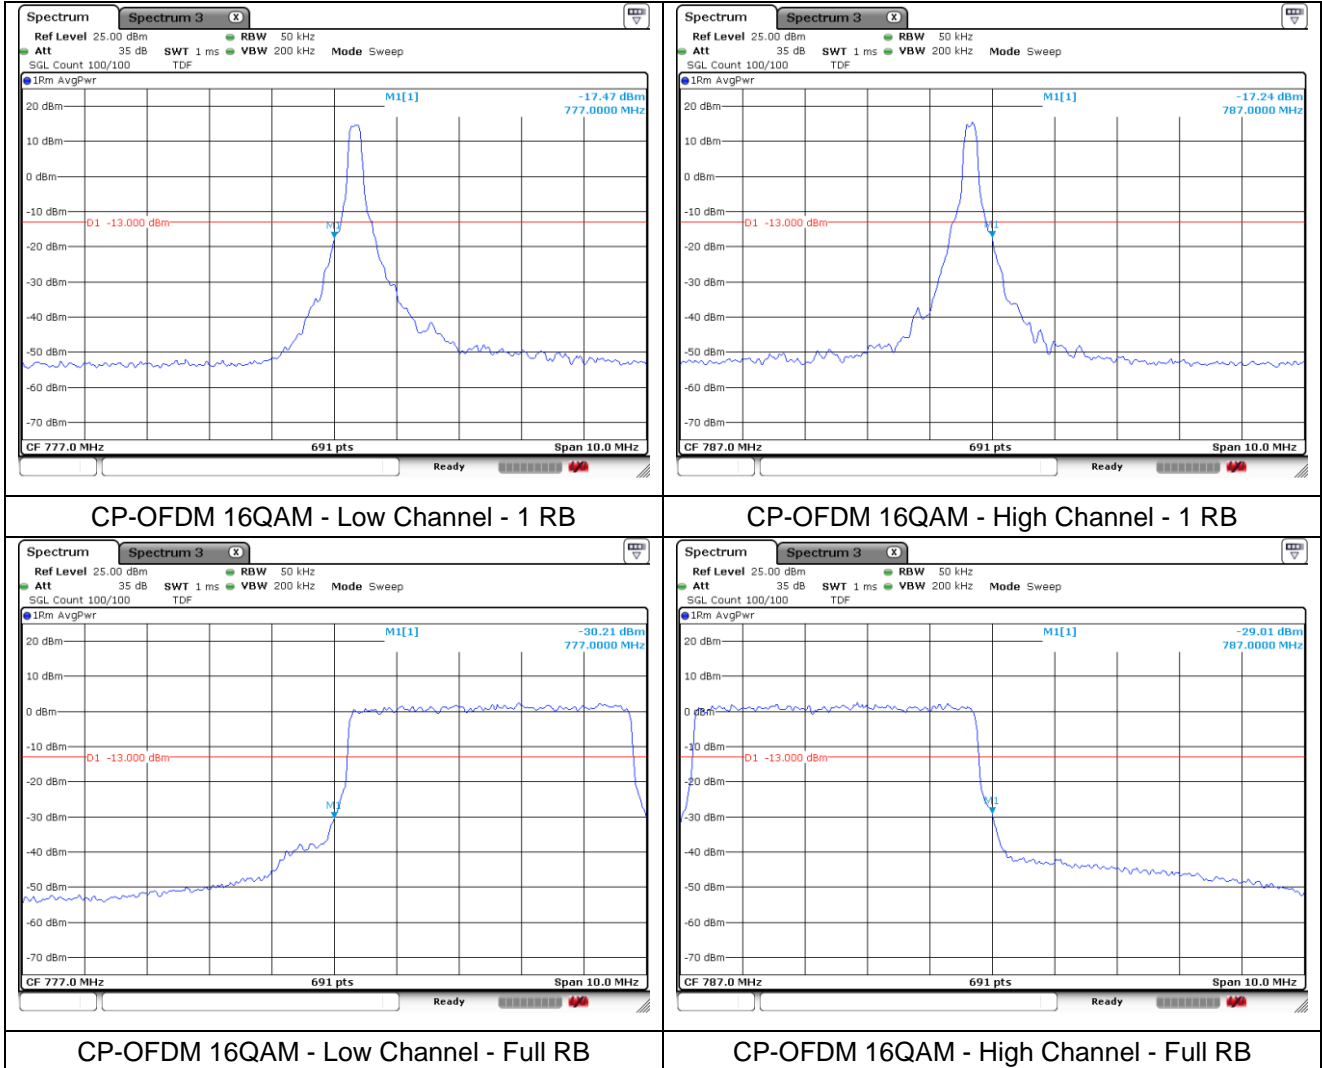 Spectrum Spectrum 3 X
Ref Level 25.00 dBm RBW 50 kHz
Att 35 dB SWT 1 ms VBW 200 kHz Mode Sweep
SGL Count 100/100 TDF
1Rm AvgPwr
M1[1] -17.47 dBm
777.0000 MHz
20 dBm
10 dBm
0 dBm
-10 dBm
D1 -13.000 dBm
M1
-20 dBm
-30 dBm
-40 dBm
-50 dBm
-60 dBm
-70 dBm
CF 777.0 MHz 691 pts Span 10.0 MHz
Ready
CP-OFDM 16QAM - Low Channel - 1 RB
Spectrum Spectrum 3 X
Ref Level 25.00 dBm RBW 50 kHz
Att 35 dB SWT 1 ms VBW 200 kHz Mode Sweep
SGL Count 100/100 TDF
1Rm AvgPwr
M1[1] -17.24 dBm
787.0000 MHz
20 dBm
10 dBm
0 dBm
-10 dBm
D1 -13.000 dBm
M1
-20 dBm
-30 dBm
-40 dBm
-50 dBm
-60 dBm
-70 dBm
CF 787.0 MHz 691 pts Span 10.0 MHz
Ready
CP-OFDM 16QAM - High Channel - 1 RB
Spectrum Spectrum 3 X
Ref Level 25.00 dBm RBW 50 kHz
Att 35 dB SWT 1 ms VBW 200 kHz Mode Sweep
SGL Count 100/100 TDF
1Rm AvgPwr
M1[1] -30.21 dBm
777.0000 MHz
20 dBm
10 dBm
0 dBm
-10 dBm
D1 -13.000 dBm
-20 dBm
M1
-30 dBm
-40 dBm
-50 dBm
-60 dBm
-70 dBm
CF 777.0 MHz 691 pts Span 10.0 MHz
Ready
CP-OFDM 16QAM - Low Channel - Full RB
Spectrum Spectrum 3 X
Ref Level 25.00 dBm RBW 50 kHz
Att 35 dB SWT 1 ms VBW 200 kHz Mode Sweep
SGL Count 100/100 TDF
1Rm AvgPwr
M1[1] -29.01 dBm
787.0000 MHz
20 dBm
10 dBm
0 dBm
-10 dBm
D1 -13.000 dBm
-20 dBm
M1
-30 dBm
-40 dBm
-50 dBm
-60 dBm
-70 dBm
CF 787.0 MHz 691 pts Span 10.0 MHz
Ready
CP-OFDM 16QAM - High Channel - Full RB